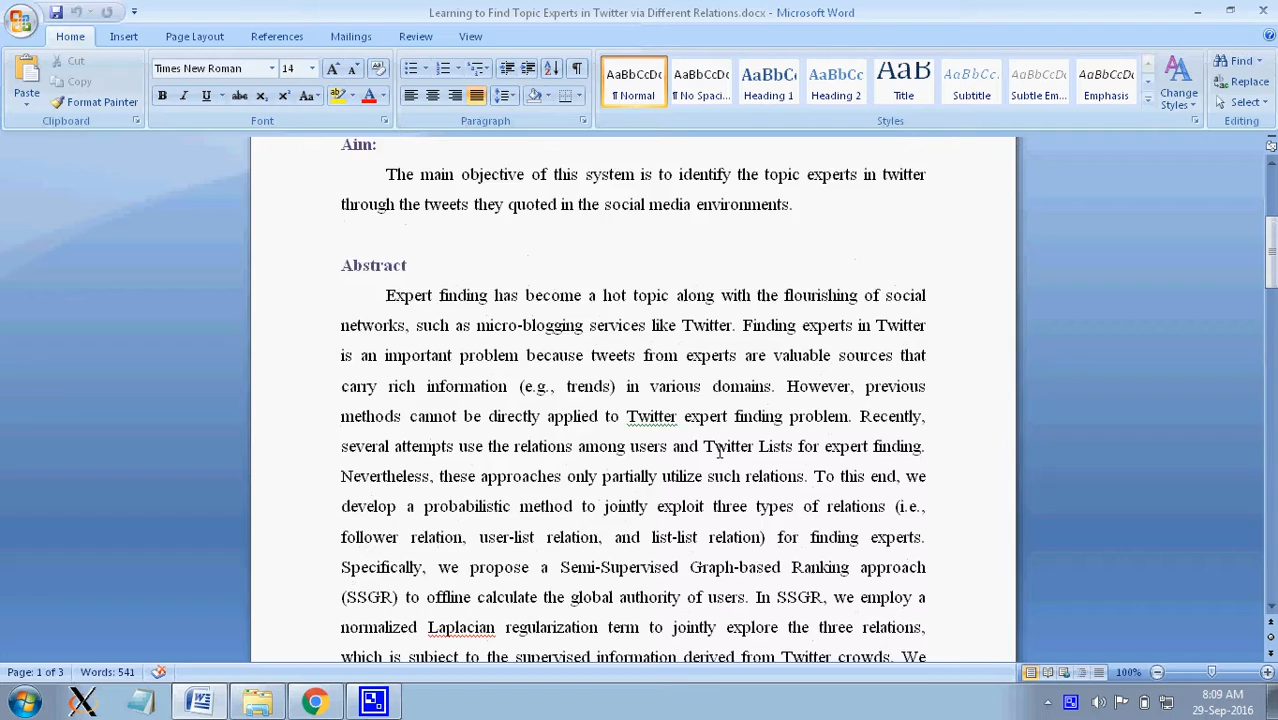 Learning to Find Topic Experts in Twitter via Different Relations.docx - Microsoft Word
Home Insert Page Layout References Mailings Review View
Paste
Cut
Copy
Format Painter
Clipboard
Times New Roman 14
B I U abc X₂ X² Aa
Font
Paragraph
AaBbCcDc AaBbCcDc AaBbCc AaBbCc AaB AaBbCc. AaBbCcDc AaBbCcDc
¶ Normal ¶ No Spaci... Heading 1 Heading 2 Title Subtitle Subtle Em... Emphasis
Change Styles
Styles
Find
Replace
Select
Editing
Aim:
The main objective of this system is to identify the topic experts in twitter
through the tweets they quoted in the social media environments.
Abstract
Expert finding has become a hot topic along with the flourishing of social
networks, such as micro-blogging services like Twitter. Finding experts in Twitter
is an important problem because tweets from experts are valuable sources that
carry rich information (e.g., trends) in various domains. However, previous
methods cannot be directly applied to Twitter expert finding problem. Recently,
several attempts use the relations among users and Twitter Lists for expert finding.
Nevertheless, these approaches only partially utilize such relations. To this end, we
develop a probabilistic method to jointly exploit three types of relations (i.e.,
follower relation, user-list relation, and list-list relation) for finding experts.
Specifically, we propose a Semi-Supervised Graph-based Ranking approach
(SSGR) to offline calculate the global authority of users. In SSGR, we employ a
normalized Laplacian regularization term to jointly explore the three relations,
which is subject to the supervised information derived from Twitter crowds. We
Page: 1 of 3 Words: 541 100%
8:09 AM
29-Sep-2016